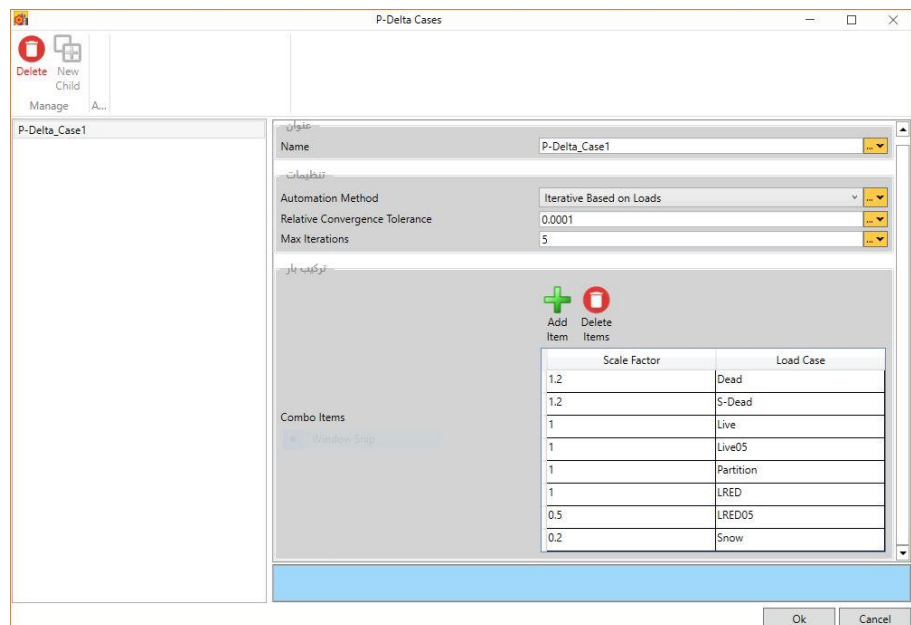 P-Delta Cases
Delete
New Child
Manage
A...
P-Delta_Case1
عنوان
Name
P-Delta_Case1
...
تنظیمات
Automation Method
Iterative Based on Loads
...
Relative Convergence Tolerance
0.0001
...
Max Iterations
5
...
ترکیب بار
Add Item
Delete Items
Scale Factor
Load Case
1.2
Dead
1.2
S-Dead
Combo Items
Window Snip
1
Live
1
Live05
1
Partition
1
LRED
0.5
LRED05
0.2
Snow
Ok
Cancel